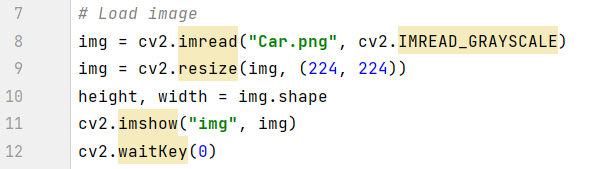 7 # Load image
8 img = cv2.imread("Car.png", cv2.IMREAD_GRAYSCALE)
9 img = cv2.resize(img, (224, 224))
10 height, width = img.shape
11 cv2.imshow("img", img)
12 cv2.waitKey(0)